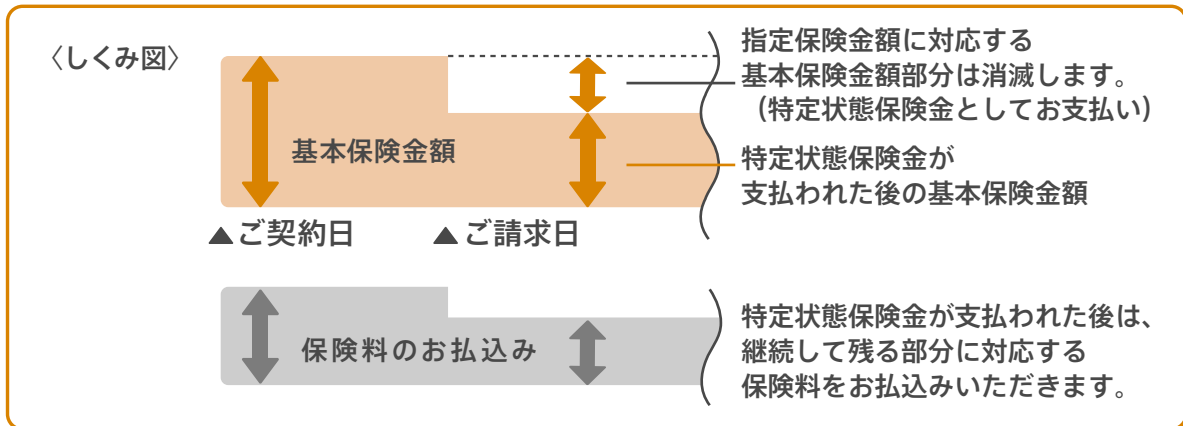 〈しくみ図〉
指定保険金額に対応する
基本保険金額部分は消滅します。
（特定状態保険金としてお支払い）
基本保険金額
特定状態保険金が
支払われた後の基本保険金額
▲ご契約日
▲ご請求日
保険料のお払込み
特定状態保険金が支払われた後は、
継続して残る部分に対応する
保険料をお払込みいただきます。